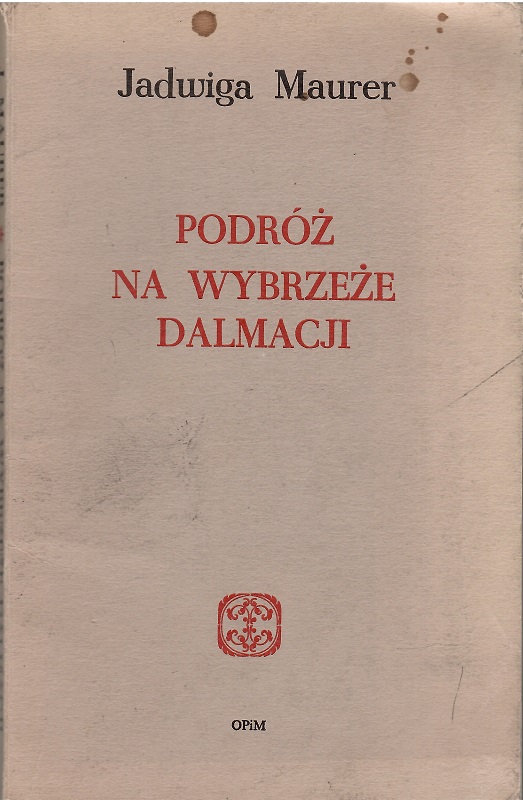 Jadwiga Maurer
PODRÓŻ
NA WYBRZEŻE
DALMACJI
OPiM